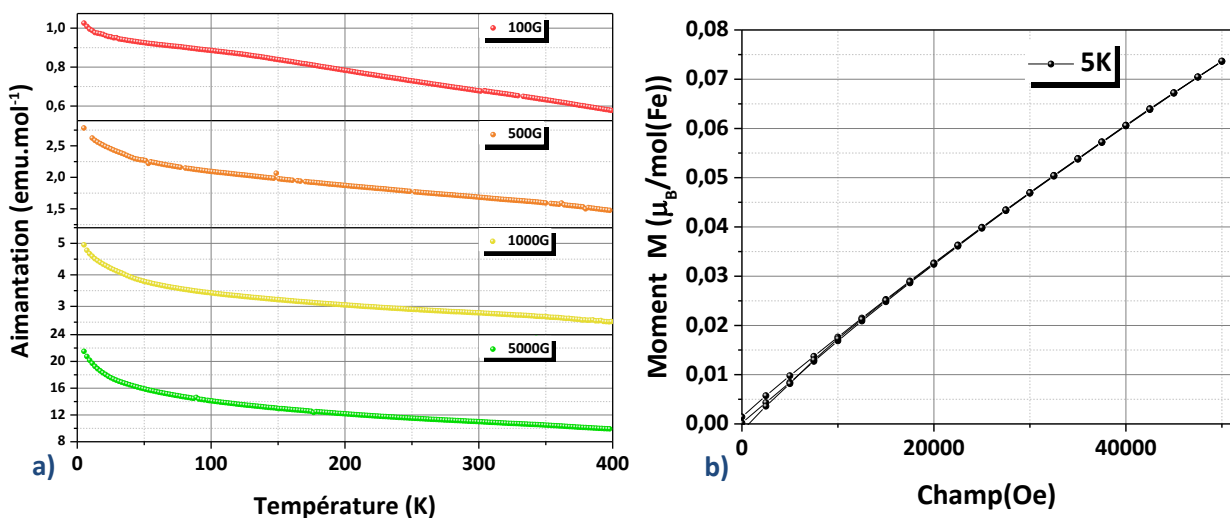 Aimantation (emu.mol⁻¹)
1,0
0,8
0,6
100G
2,5
2,0
1,5
500G
5
4
3
1000G
24
20
16
12
8
5000G
0 100 200 300 400
Température (K)
a)
Moment M (μB/mol(Fe))
0,08
0,07
0,06
0,05
0,04
0,03
0,02
0,01
0,00
5K
0 20000 40000
Champ(Oe)
b)